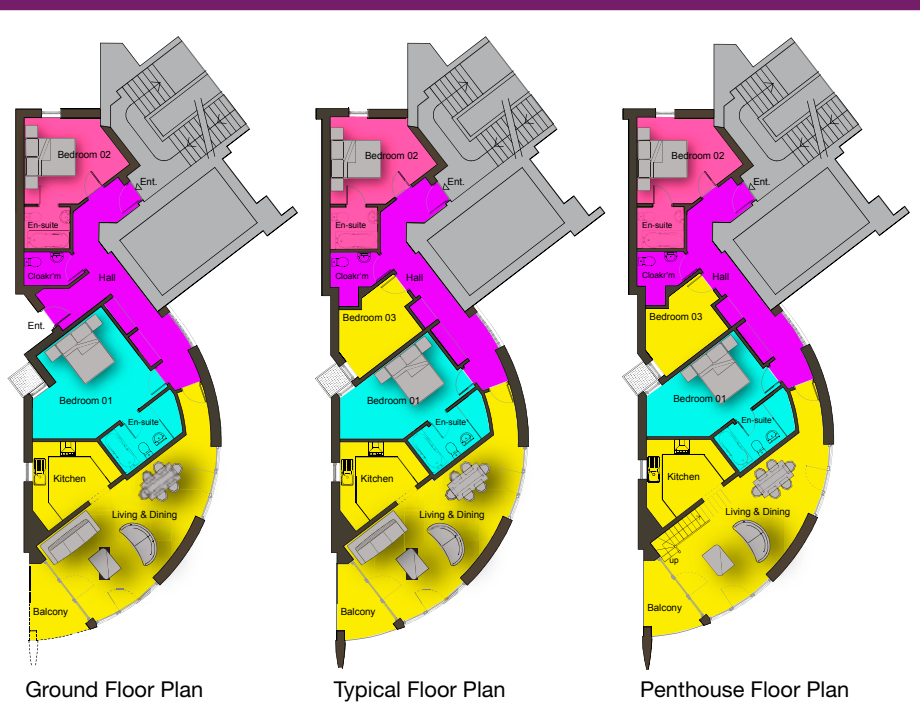 Bedroom 02
Ent.
En-suite
Cloakr'm
Hall
Ent.
Bedroom 01
En-suite
Kitchen
Living & Dining
Balcony
Ground Floor Plan
Bedroom 02
Ent.
En-suite
Cloakr'm
Hall
Bedroom 03
Bedroom 01
En-suite
Kitchen
Living & Dining
Balcony
Typical Floor Plan
Bedroom 02
Ent.
En-suite
Cloakr'm
Hall
Bedroom 03
Bedroom 01
En-suite
Kitchen
Living & Dining
up
Balcony
Penthouse Floor Plan